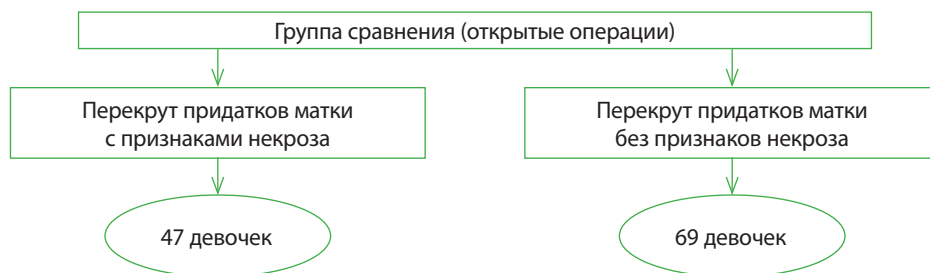 Группа сравнения (открытые операции)
Перекрут придатков матки
с признаками некроза
Перекрут придатков матки
без признаков некроза
47 девочек
69 девочек